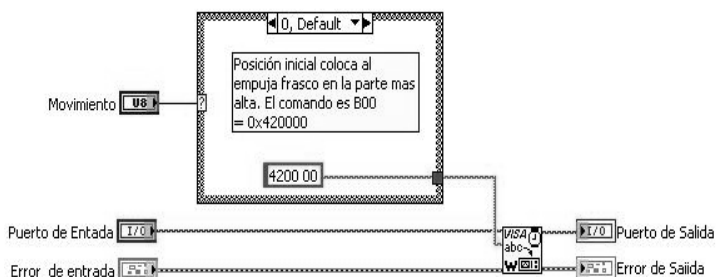 0, Default
Posición inicial coloca al
empuja frasco en la parte mas
alta. El comando es B00
= 0x420000
Movimiento U8
?
4200 00
Puerto de Entada I/O
VISA
abc
W
I/O Puerto de Salida
Error de entrada
Error de Saiida